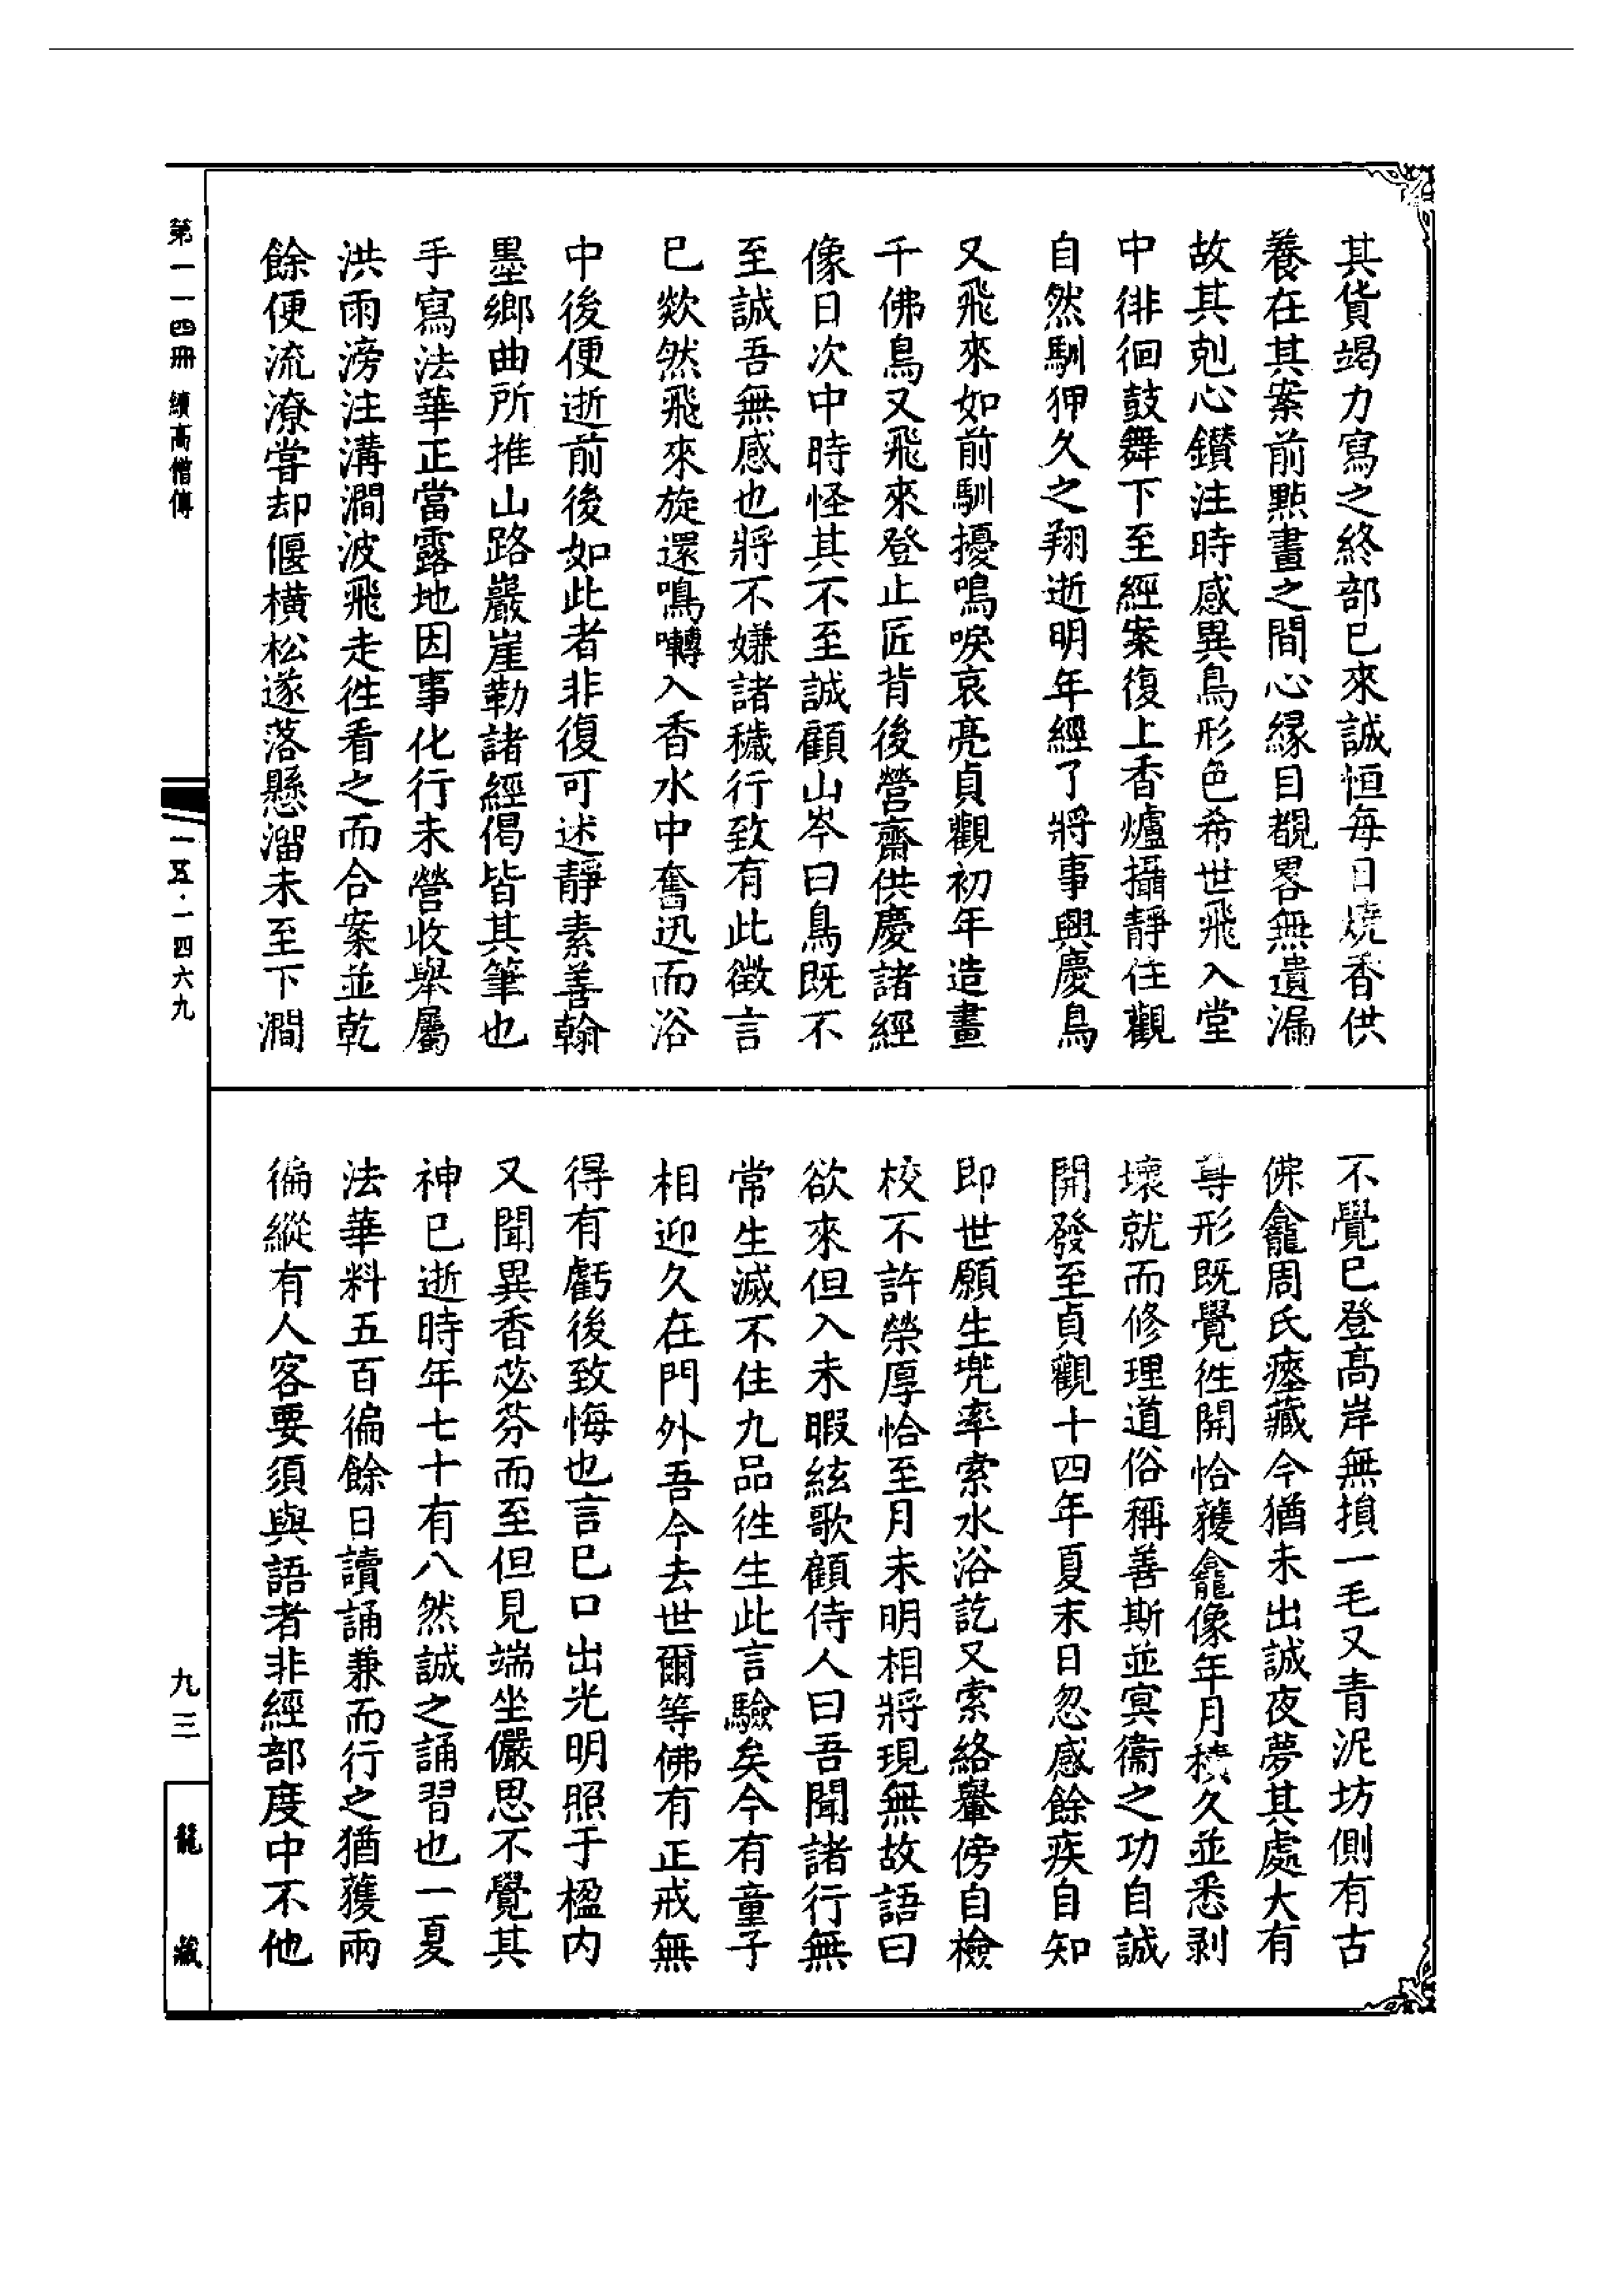 其貨竭力寫之終部已來誠恒每日燒香供
養在其案前點畫之間心緣目覩畧無遺漏
故其剋心鑽注時感異鳥形色希世飛入堂
中徘徊鼓舞下至經案復上香爐攝靜住觀
自然馴狎久之翔逝明年經了將事興慶鳥
又飛來如前馴擾鳴唳哀亮貞觀初年造畫
千佛鳥又飛來登止匠背後營齋供慶諸經
像日次中時怪其不至誠顧山岑曰鳥既不
至誠吾無感也將不嫌諸穢行致有此徵言
已欻然飛來旋還鳴囀入香水中奮迅而浴
中後便逝前後如此者非復可述靜素善翰
墨鄉曲所推山路巖崖勒諸經偈皆其筆也
手寫法華正當露地因事化行未營收舉屬
洪雨滂注溝澗波飛走徃看之而合案並乾
餘便流潦甞却偃橫松遂落懸溜未至下澗
不覺已登高岸無損一毛又青泥坊側有古
佛龕周氏瘞藏今猶未出誠夜夢其處大有
尊形既覺徃開恰獲龕像年月積久並悉剥
壞就而修理道俗稱善斯並冥衞之功自誠
開發至貞觀十四年夏末日忽感餘疾自知
即世願生兠率索水浴訖又索絡轝傍自檢
校不許榮厚恰至月未明相將現無故語曰
欲來但入未暇絃歌顧侍人曰吾聞諸行無
常生滅不住九品徃生此言驗矣今有童子
相迎久在門外吾今去世爾等佛有正戒無
得有虧後致悔也言已口出光明照于楹内
又聞異香苾芬而至但見端坐儼思不覺其
神已逝時年七十有八然誠之誦習也一夏
法華料五百徧餘日讀誦兼而行之猶獲兩
徧縱有人客要須與語者非經部度中不他
第一一四冊 續高僧傳
一五·一四六九
九三
龍藏